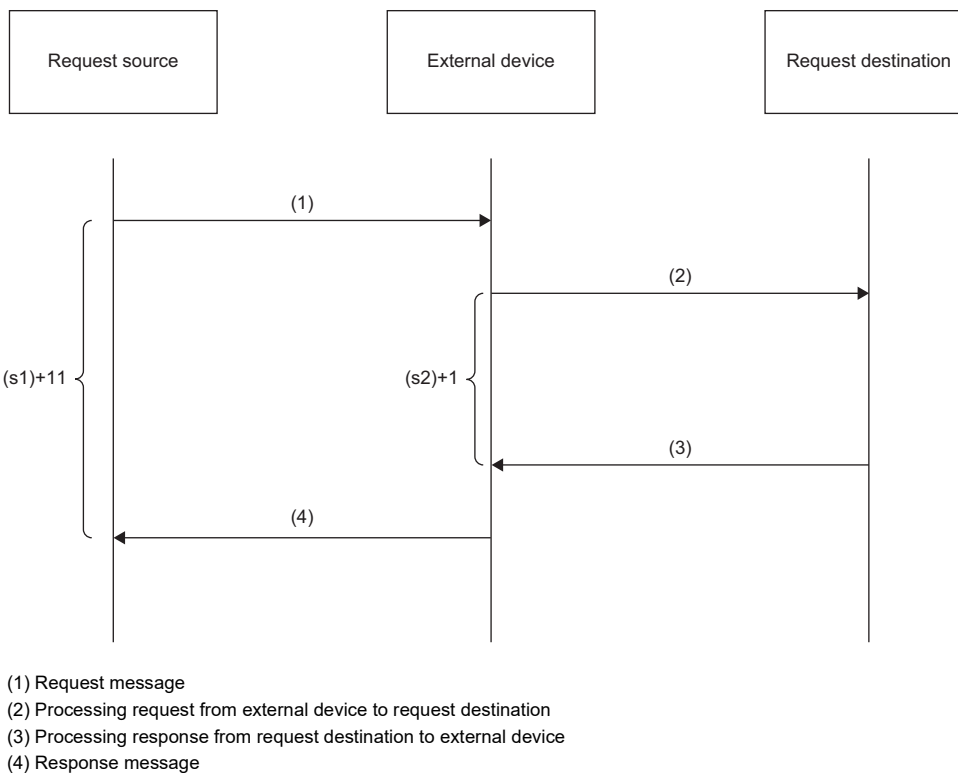 Request source
External device
Request destination
(1)
(2)
(s1)+11
(s2)+1
(3)
(4)
(1) Request message
(2) Processing request from external device to request destination
(3) Processing response from request destination to external device
(4) Response message